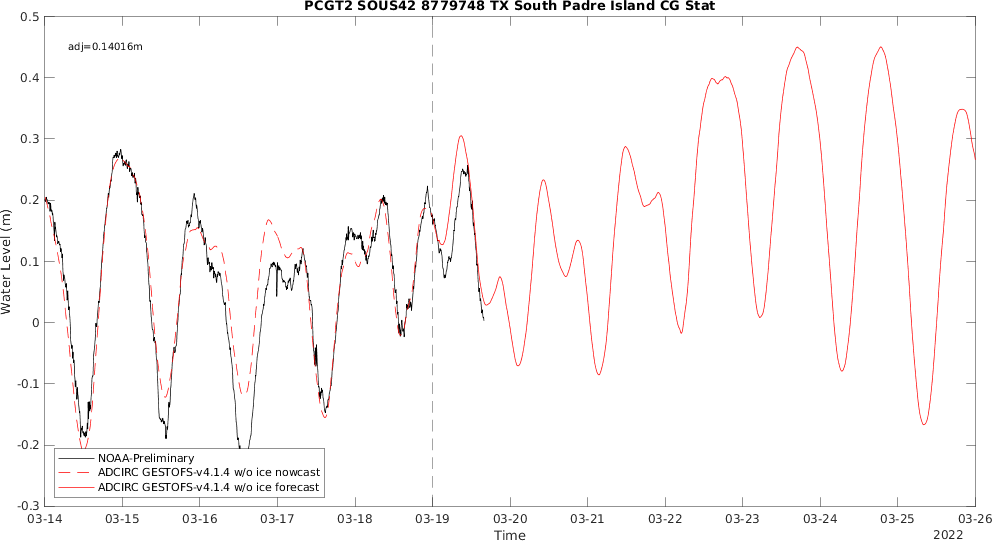 PCGT2 SOUS42 8779748 TX South Padre Island CG Stat
adj=0.14016m
Water Level (m)
0.5
0.4
0.3
0.2
0.1
0
-0.1
-0.2
-0.3
NOAA-Preliminary
ADCIRC GESTOFS-v4.1.4 w/o ice nowcast
ADCIRC GESTOFS-v4.1.4 w/o ice forecast
03-14 03-15 03-16 03-17 03-18 03-19 03-20 03-21 03-22 03-23 03-24 03-25 03-26
Time
2022